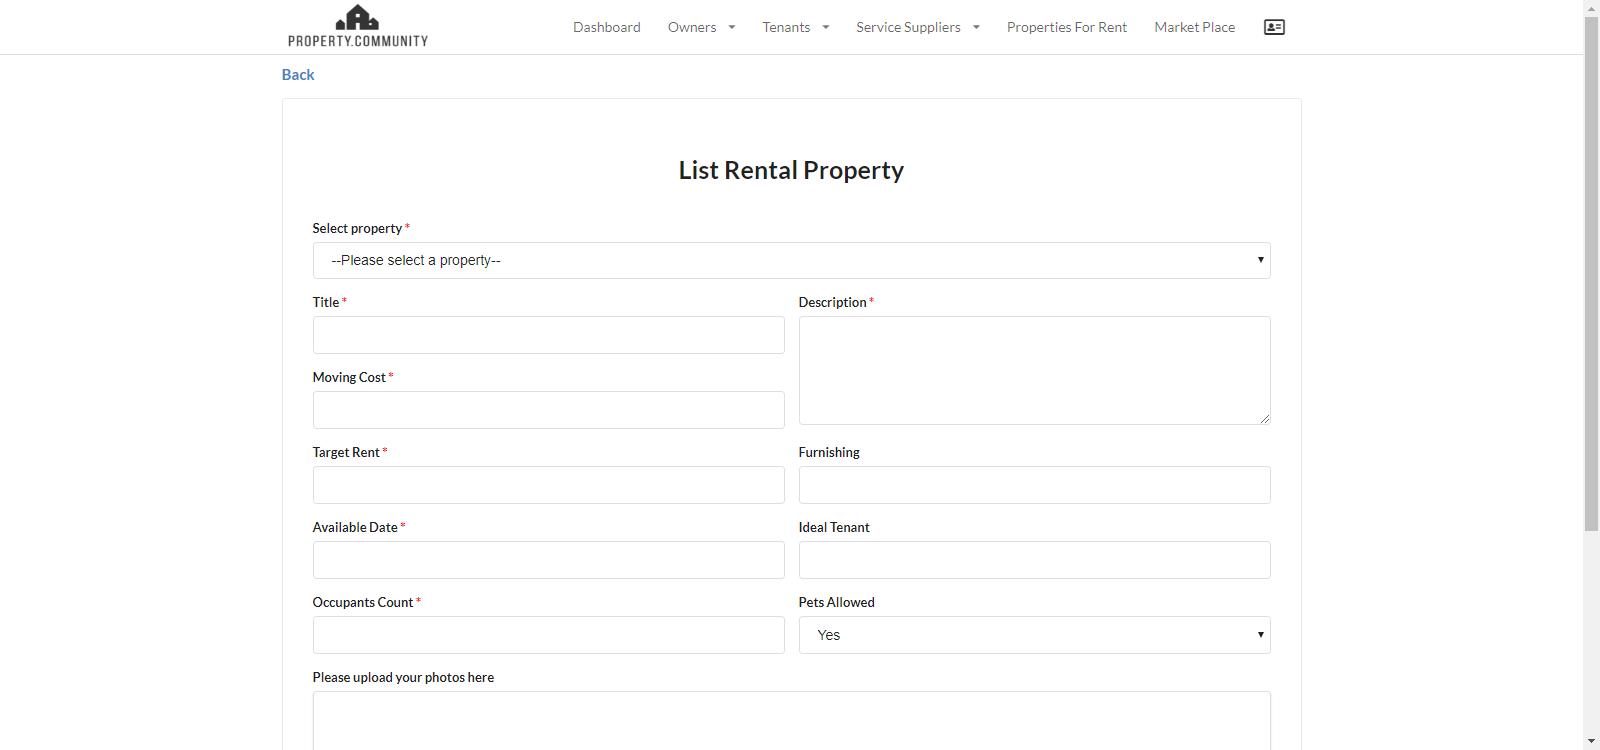 PROPERTY.COMMUNITY
Dashboard Owners Tenants Service Suppliers Properties For Rent Market Place
Back
List Rental Property
Select property *
--Please select a property--
Title * Description *
Moving Cost *
Target Rent * Furnishing
Available Date * Ideal Tenant
Occupants Count * Pets Allowed
Yes
Please upload your photos here